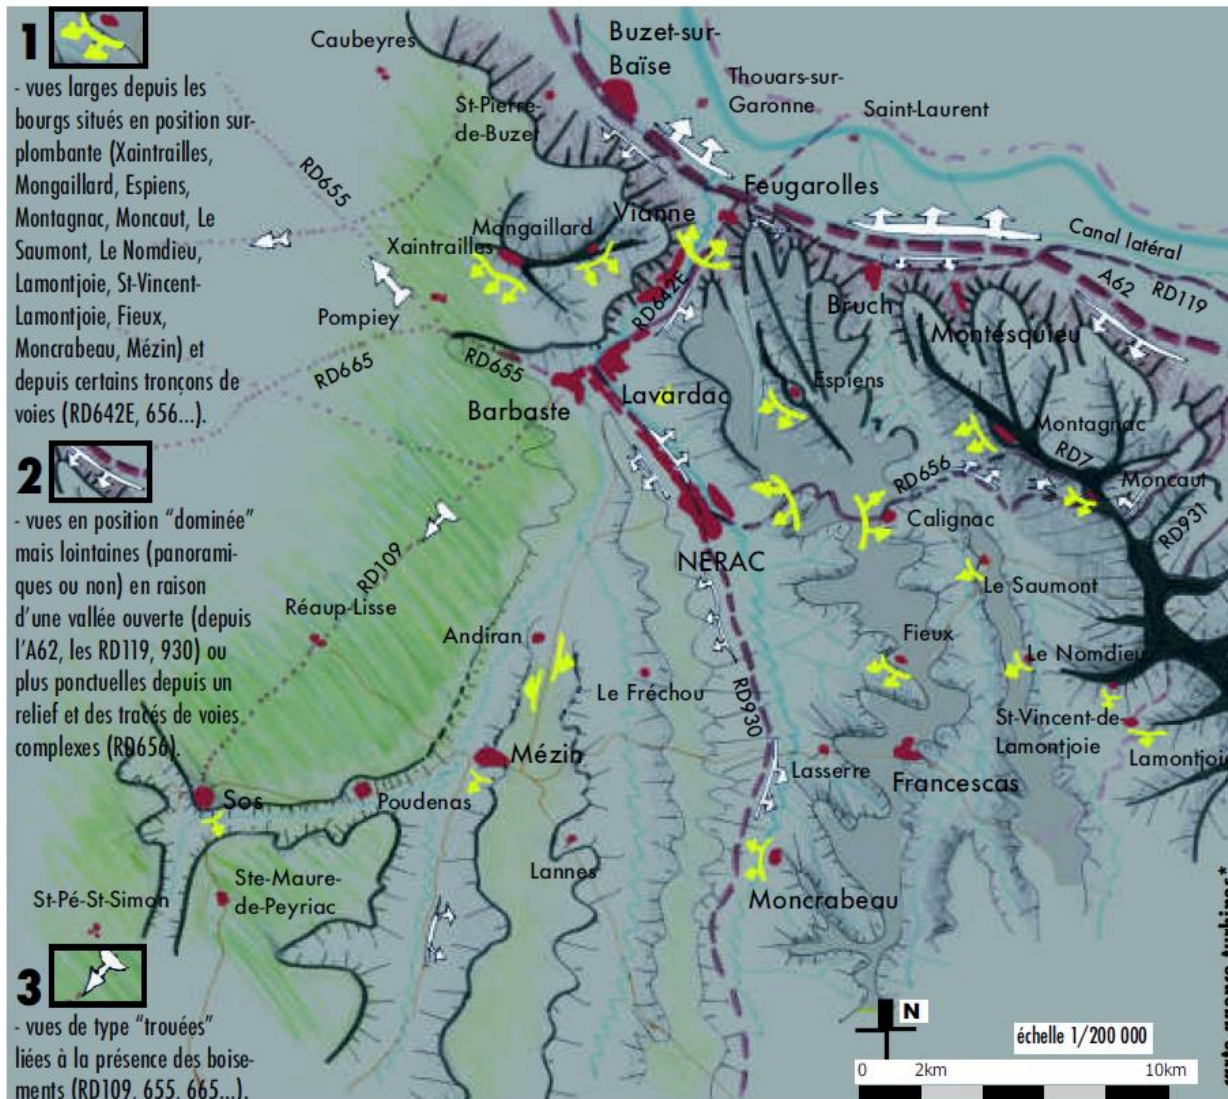 1
- vues larges depuis les
bourgs situés en position sur-
plombante (Xaintrailles,
Mongaillard, Espiens,
Montagnac, Moncaut, Le
Saumont, Le Nomdieu,
Lamontjoie, St-Vincent-
Lamontjoie, Fieux,
Moncrabeau, Mézin) et
depuis certains tronçons de
voies (RD642E, 656...).
2
- vues en position "dominée"
mais lointaines (panorami-
ques ou non) en raison
d'une vallée ouverte (depuis
l'A62, les RD119, 930) ou
plus ponctuelles depuis un
relief et des tracés de voies
complexes (RD656).
3
- vues de type "trouées"
liées à la présence des boise-
ments (RD109, 655, 665...).
Caubeyres
Buzet-sur-
Baïse
Thouars-sur-
Garonne
Saint-Laurent
St-Pierre-
de-Buzet
RD655
Feugarolles
Vianne
Mongaillard
Xaintrailles
Canal latéral
A62
RD119
RD642E
Bruch
Montesquieu
Pompiey
RD665
RD655
Barbaste
Lavardac
Espiens
Montagnac
RD7
RD656
Moncaut
RD931
Calignac
NERAC
RD109
Le Saumont
Réaup-Lisse
Andiran
Fieux
Le Nomdieu
Le Fréchou
RD930
St-Vincent-de-
Lamontjoie
Lamontjoie
Mézin
Lasserre
Francescas
Sos
Poudenas
Lannes
Ste-Maure-
de-Peyriac
St-Pé-St-Simon
Moncrabeau
N
échelle 1/200 000
0 2km 10km